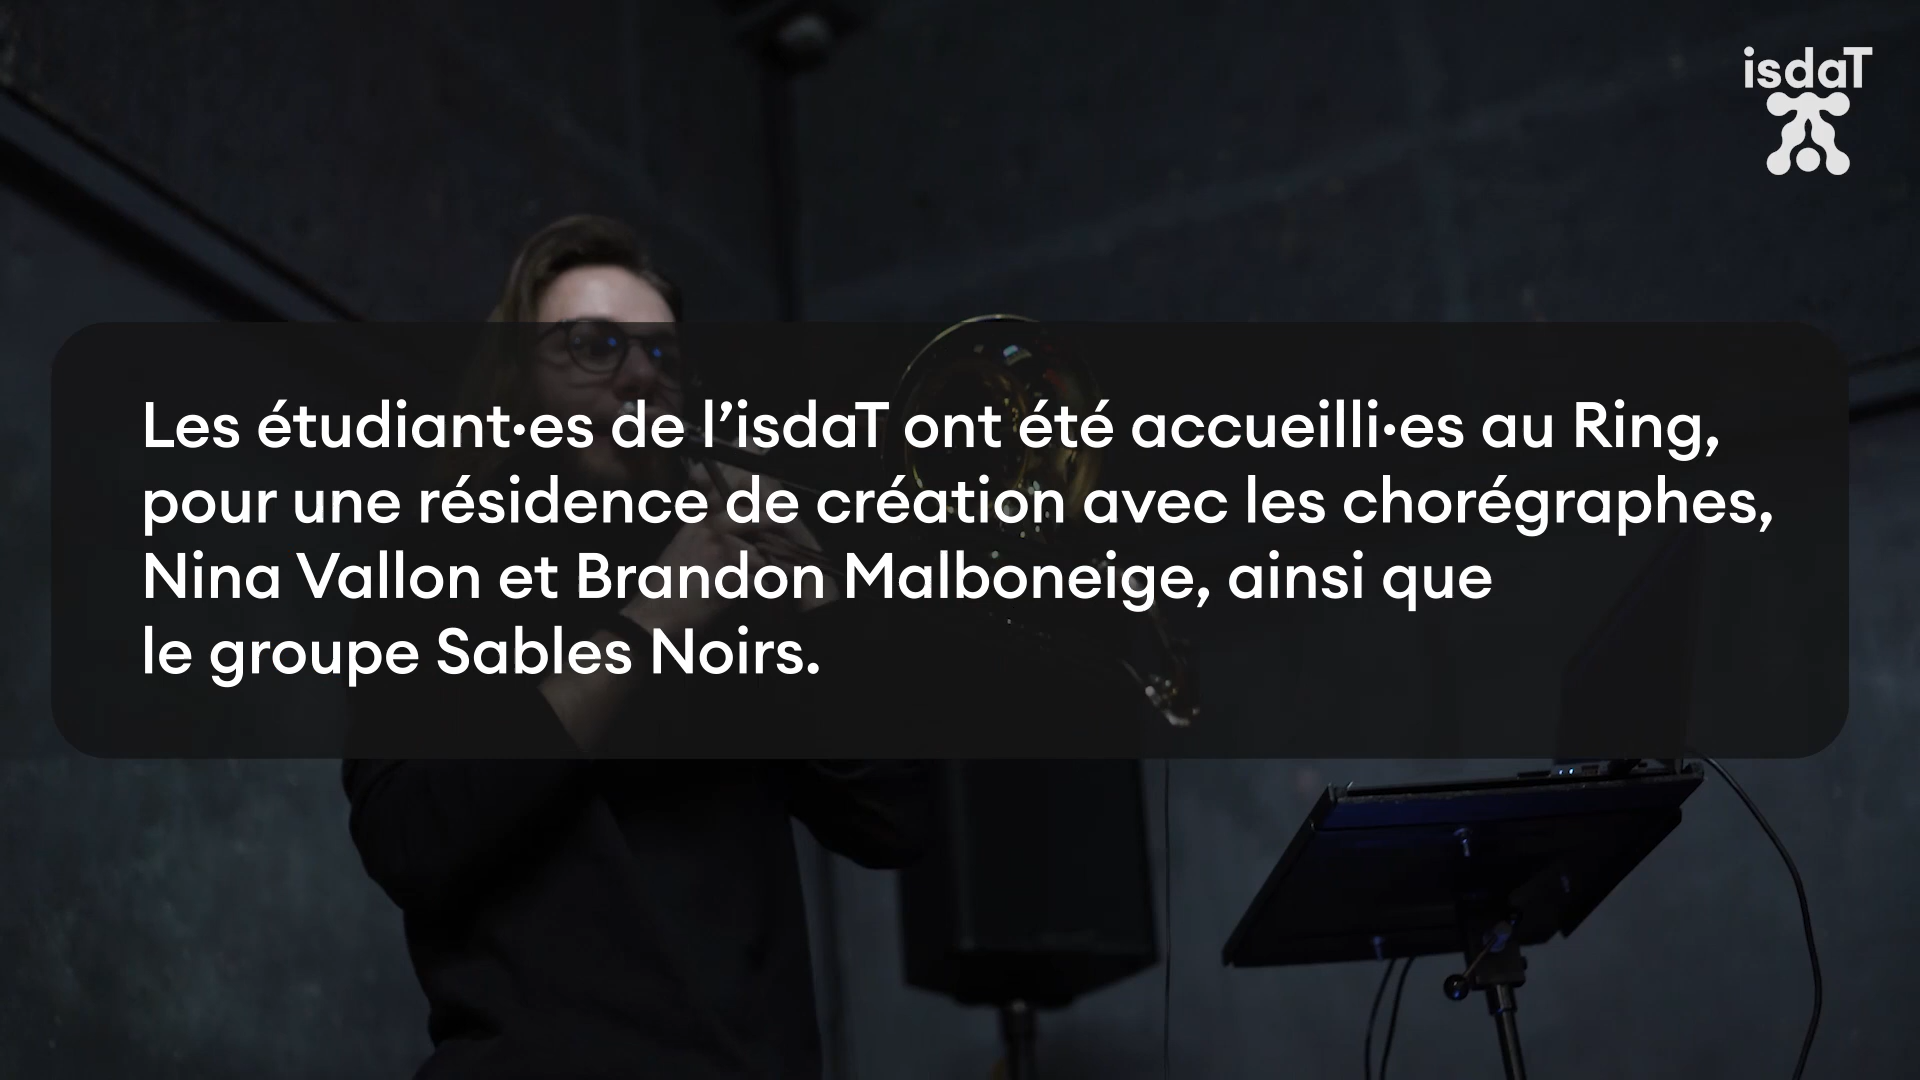 isdaT
Les étudiant·es de l’isdaT ont été accueilli·es au Ring,
pour une résidence de création avec les chorégraphes,
Nina Vallon et Brandon Malboneige, ainsi que
le groupe Sables Noirs.